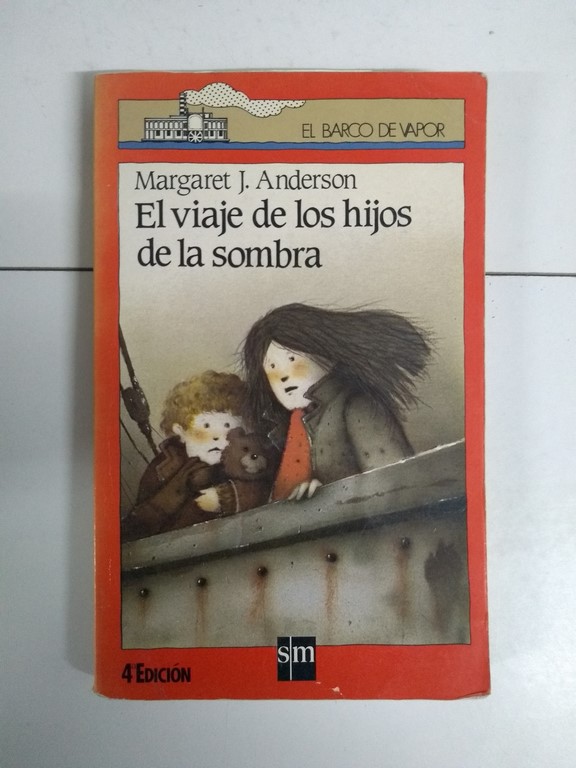 EL BARCO DE VAPOR
Margaret J. Anderson
El viaje de los hijos
de la sombra
sm
4ª EDICIÓN